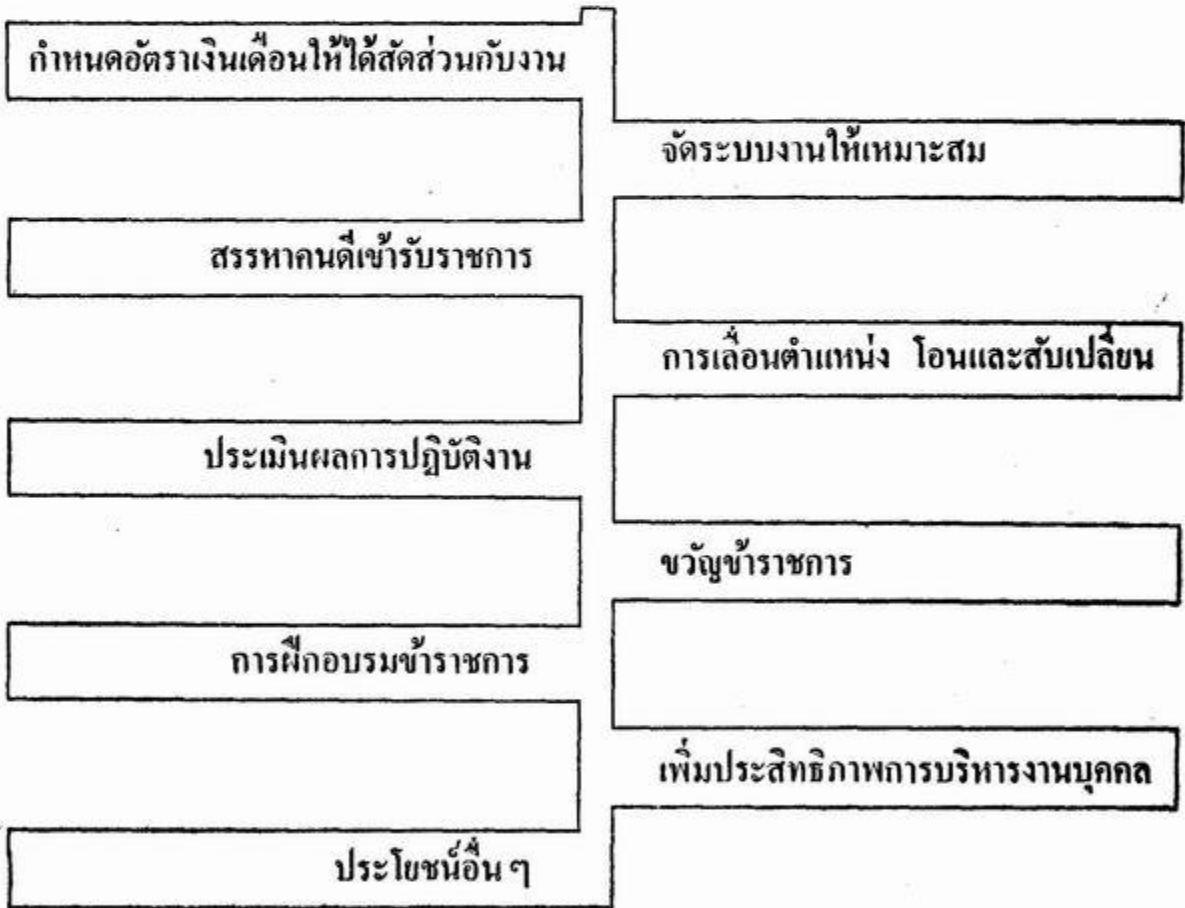 กำหนดอัตราเงินเดือนให้ได้สัดส่วนกับงาน
จัดระบบงานให้เหมาะสม
สรรหาคนดีเข้ารับราชการ
การเลื่อนตำแหน่ง โอนและสับเปลี่ยน
ประเมินผลการปฏิบัติงาน
ขวัญข้าราชการ
การฝึกอบรมข้าราชการ
เพิ่มประสิทธิภาพการบริหารงานบุคคล
ประโยชน์อื่น ๆ